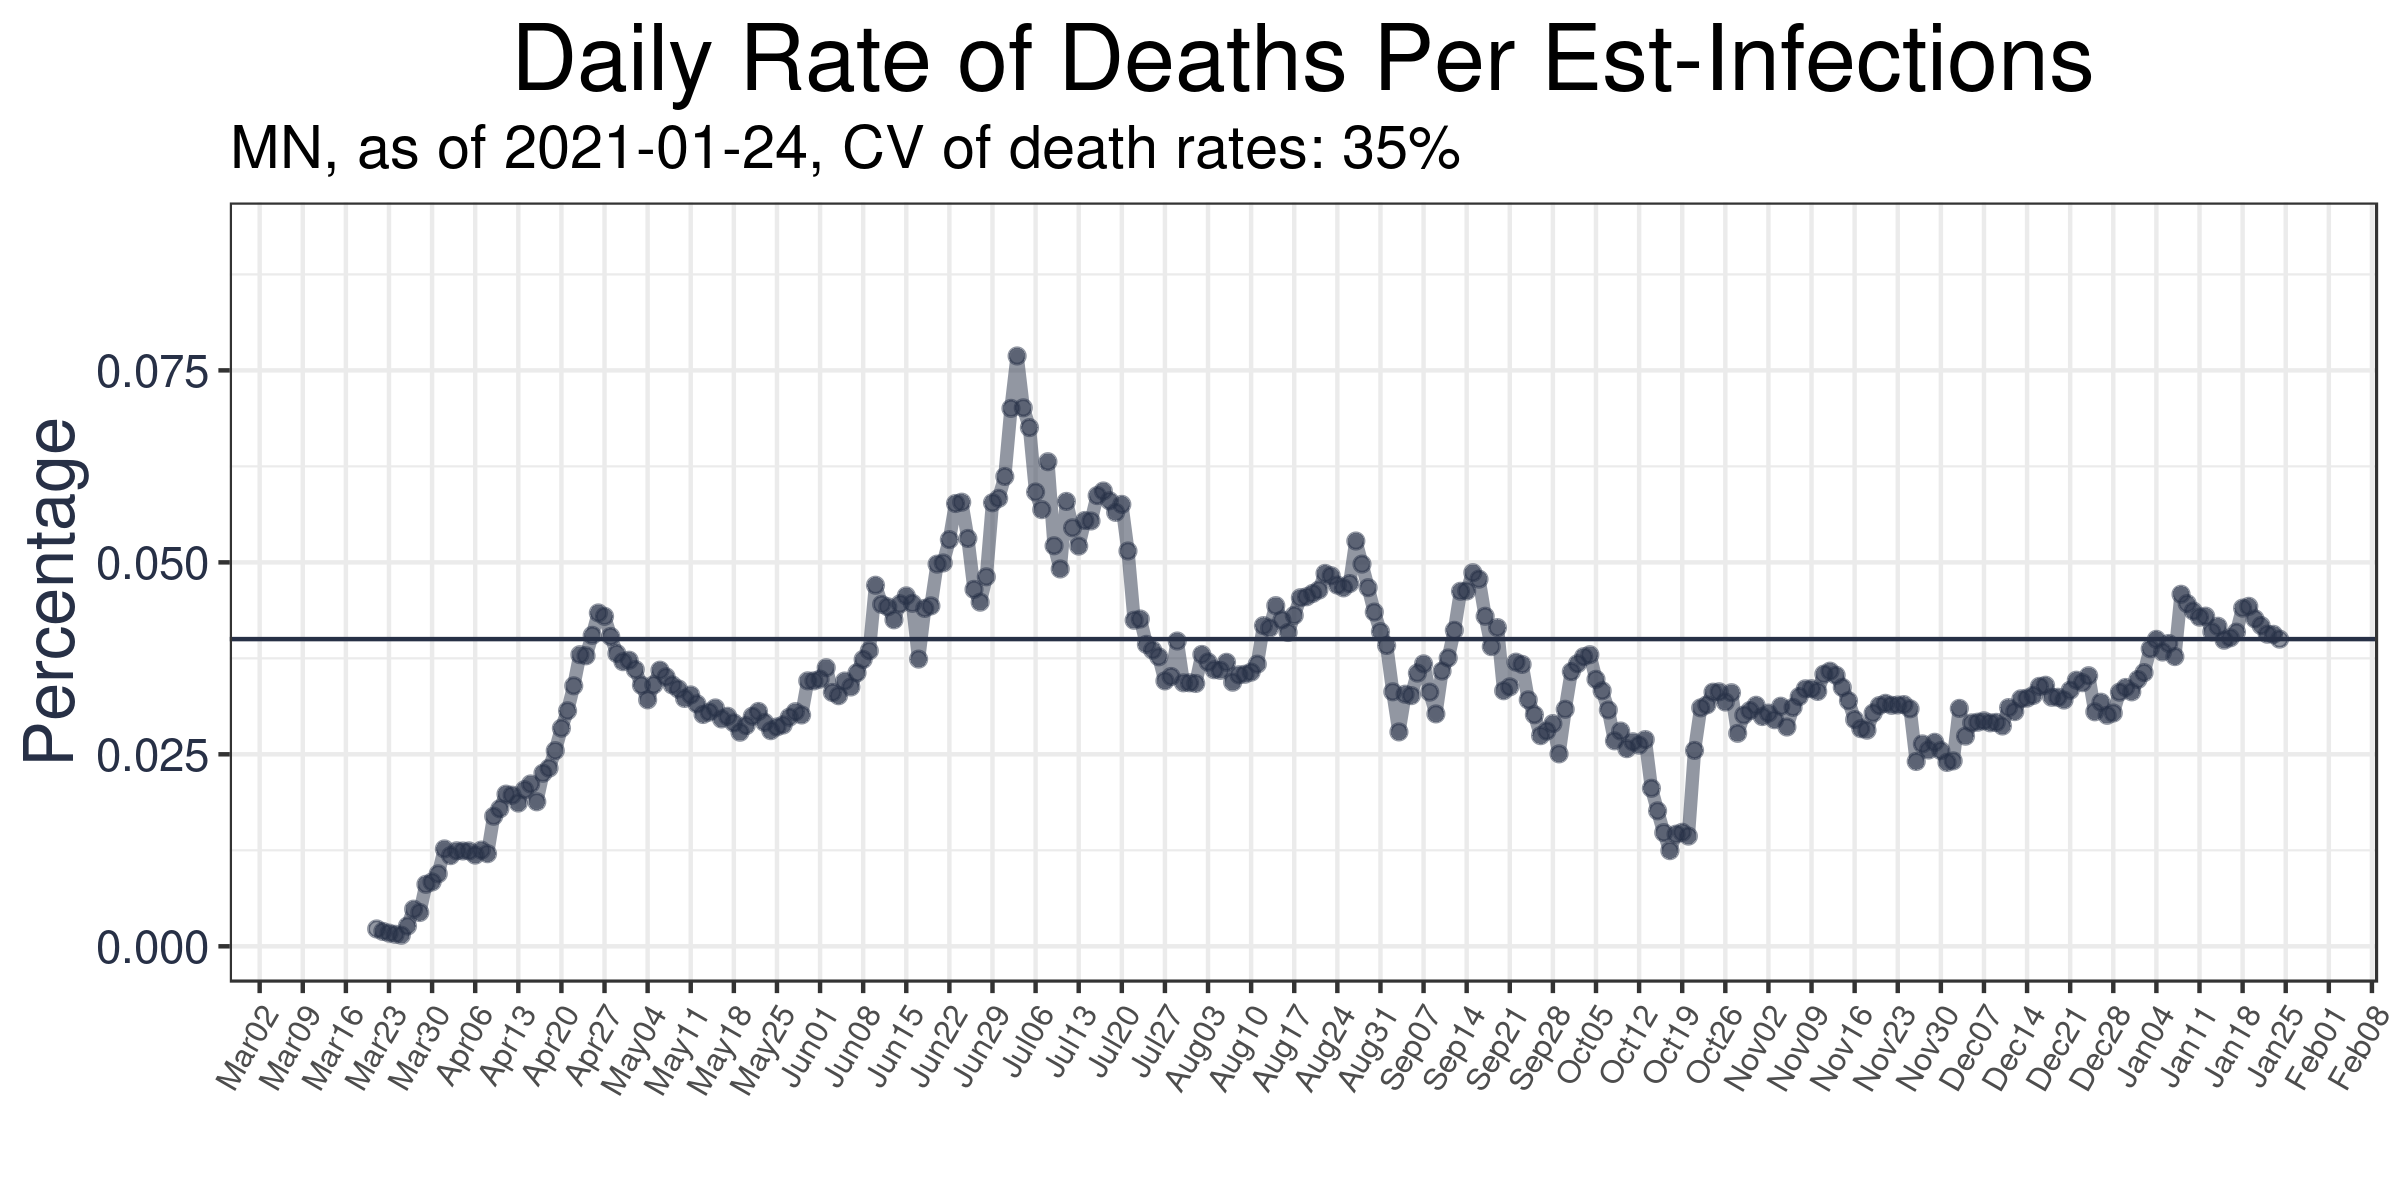 Daily Rate of Deaths Per Est-Infections
MN, as of 2021-01-24, CV of death rates: 35%
Percentage
0.075
0.050
0.025
0.000
Mar02
Mar09
Mar16
Mar23
Mar30
Apr06
Apr13
Apr20
Apr27
May04
May11
May18
May25
Jun01
Jun08
Jun15
Jun22
Jun29
Jul06
Jul13
Jul20
Jul27
Aug03
Aug10
Aug17
Aug24
Aug31
Sep07
Sep14
Sep21
Sep28
Oct05
Oct12
Oct19
Oct26
Nov02
Nov09
Nov16
Nov23
Nov30
Dec07
Dec14
Dec21
Dec28
Jan04
Jan11
Jan18
Jan25
Feb01
Feb08